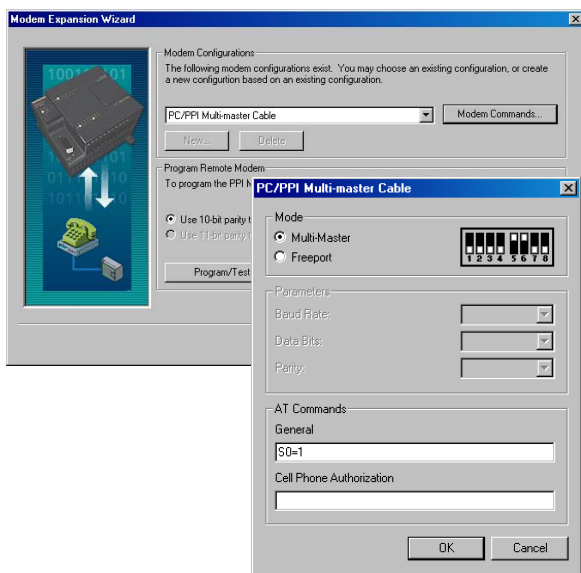 Modem Expansion Wizard
Modem Configurations
The following modem configurations exist. You may choose an existing configuration, or create
a new configurtion based on an existing configuration.
PC/PPI Multi-master Cable
Modem Commands...
New...
Delete
Program Remote Modem
To program the PPI
Use 10-bit parity
Use 11-bit parity
Program/Test
PC/PPI Multi-master Cable
Mode
Multi-Master
Freeport
1 2 3 4 5 6 7 8
Parameters
Baud Rate:
Data Bits:
Parity:
AT Commands
General
S0=1
Cell Phone Authorization
OK
Cancel